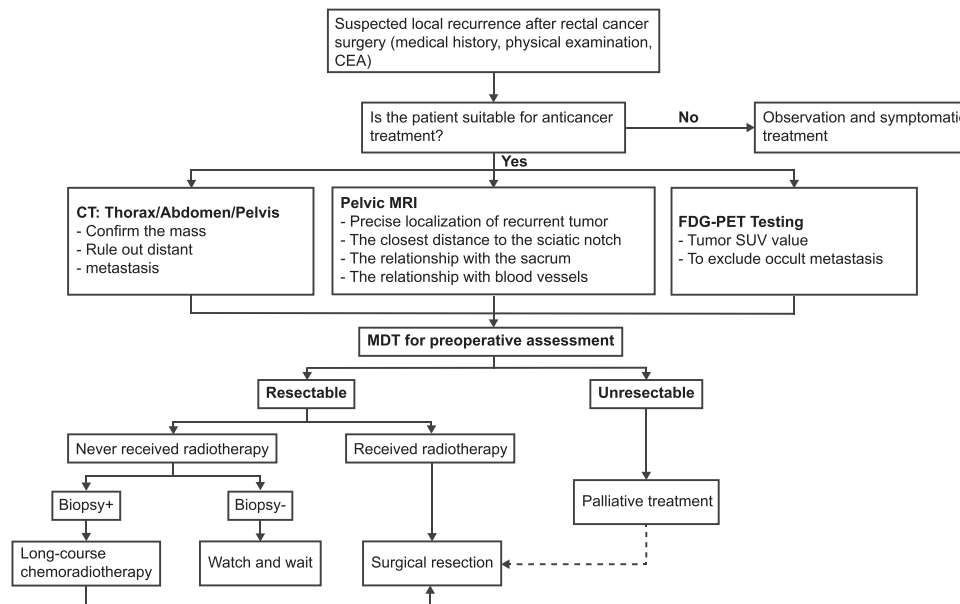 Suspected local recurrence after rectal cancer
surgery (medical history, physical examination,
CEA)
Is the patient suitable for anticancer
treatment?
No
Observation and symptomatic
treatment
Yes
CT: Thorax/Abdomen/Pelvis
- Confirm the mass
- Rule out distant
- metastasis
Pelvic MRI
- Precise localization of recurrent tumor
- The closest distance to the sciatic notch
- The relationship with the sacrum
- The relationship with blood vessels
FDG-PET Testing
- Tumor SUV value
- To exclude occult metastasis
MDT for preoperative assessment
Resectable
Unresectable
Never received radiotherapy
Received radiotherapy
Biopsy+
Biopsy-
Palliative treatment
Long-course
chemoradiotherapy
Watch and wait
Surgical resection